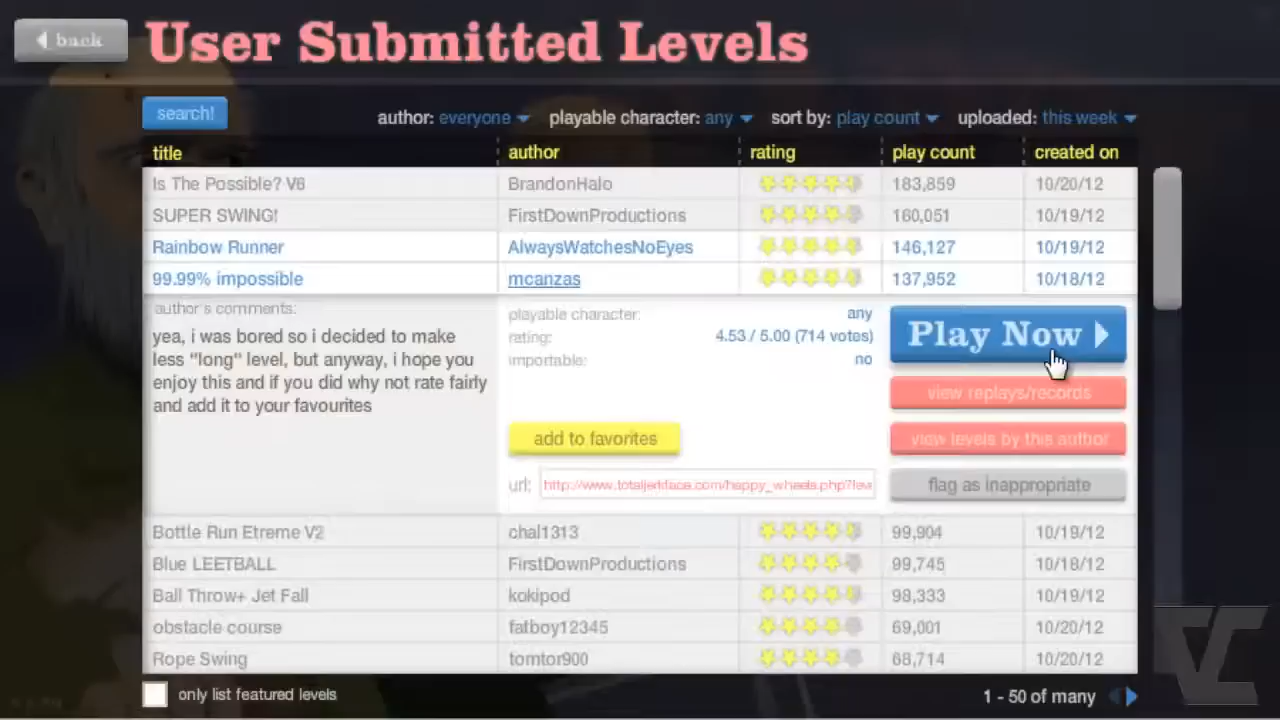 back
User Submitted Levels
search!
author: everyone
playable character: any
sort by: play count
uploaded: this week
title author rating play count created on
Is The Possible? V6 BrandonHalo 183,859 10/20/12
SUPER SWING! FirstDownProductions 160,051 10/19/12
Rainbow Runner AlwaysWatchesNoEyes 146,127 10/19/12
99.99% impossible mcanzas 137,952 10/18/12
author's comments:
yea, i was bored so i decided to make
less "long" level, but anyway, i hope you
enjoy this and if you did why not rate fairly
and add it to your favourites
playable character: any
rating: 4.53 / 5.00 (714 votes)
importable: no
add to favorites
url: http://www.totaljerkface.com/happy_wheels.php?lev
Play Now
view replays/records
view levels by this author
flag as inappropriate
Bottle Run Etreme V2 chal1313 99,904 10/19/12
Blue LEETBALL FirstDownProductions 99,745 10/18/12
Ball Throw+ Jet Fall kokipod 98,333 10/19/12
obstacle course fatboy12345 69,001 10/20/12
Rope Swing tomtor900 68,714 10/20/12
only list featured levels
1 - 50 of many